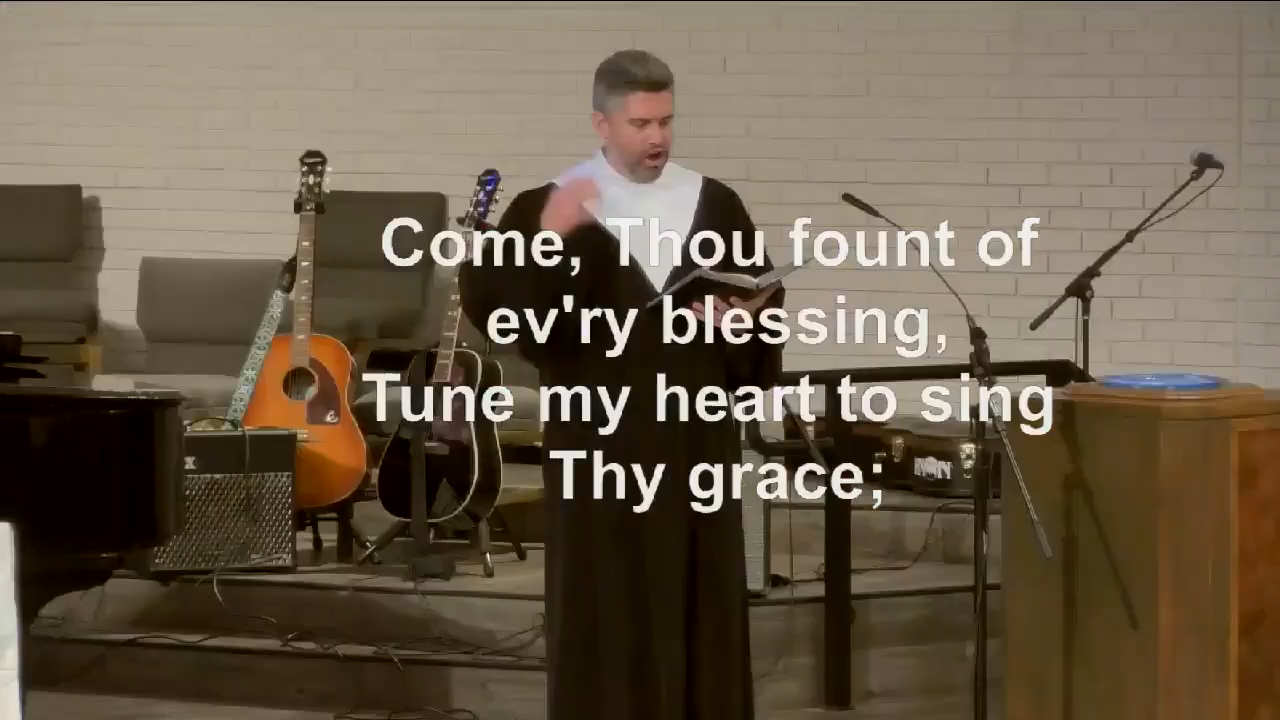 Come, Thou fount of
ev'ry blessing,
Tune my heart to sing
Thy grace;